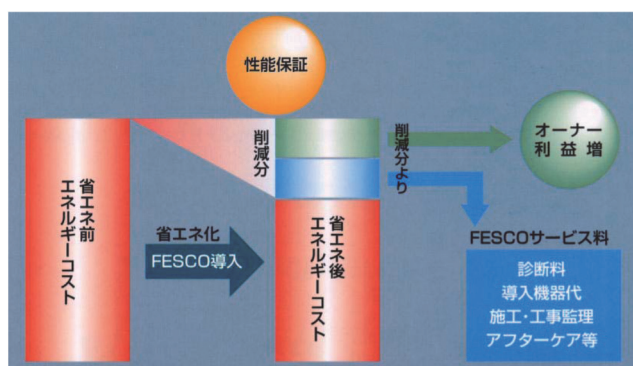 性能保証
省エネ前
エネルギーコスト
省エネ化
FESCO導入
削減分
省エネ後
エネルギーコスト
削減分より
オーナー
利益増
FESCOサービス料
診断料
導入機器代
施工・工事監理
アフターケア等